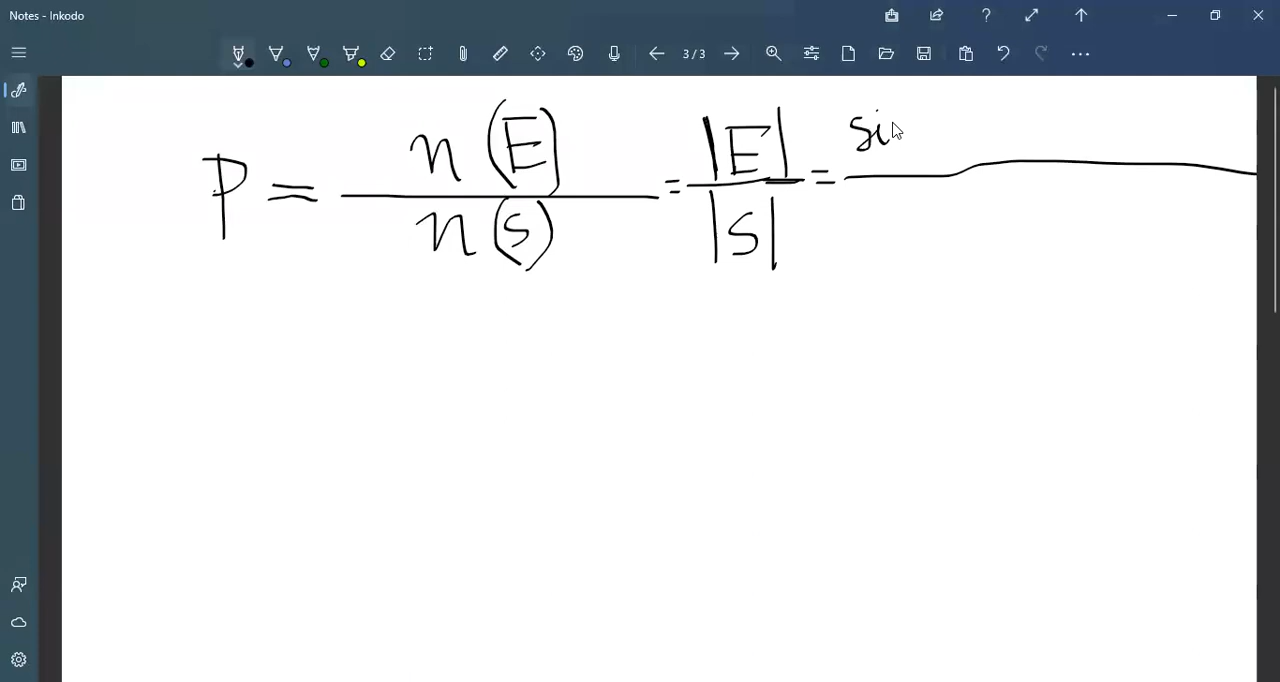 Notes - Inkodo
3/3
P = n(E) / n(S) = |E| / |S| = si